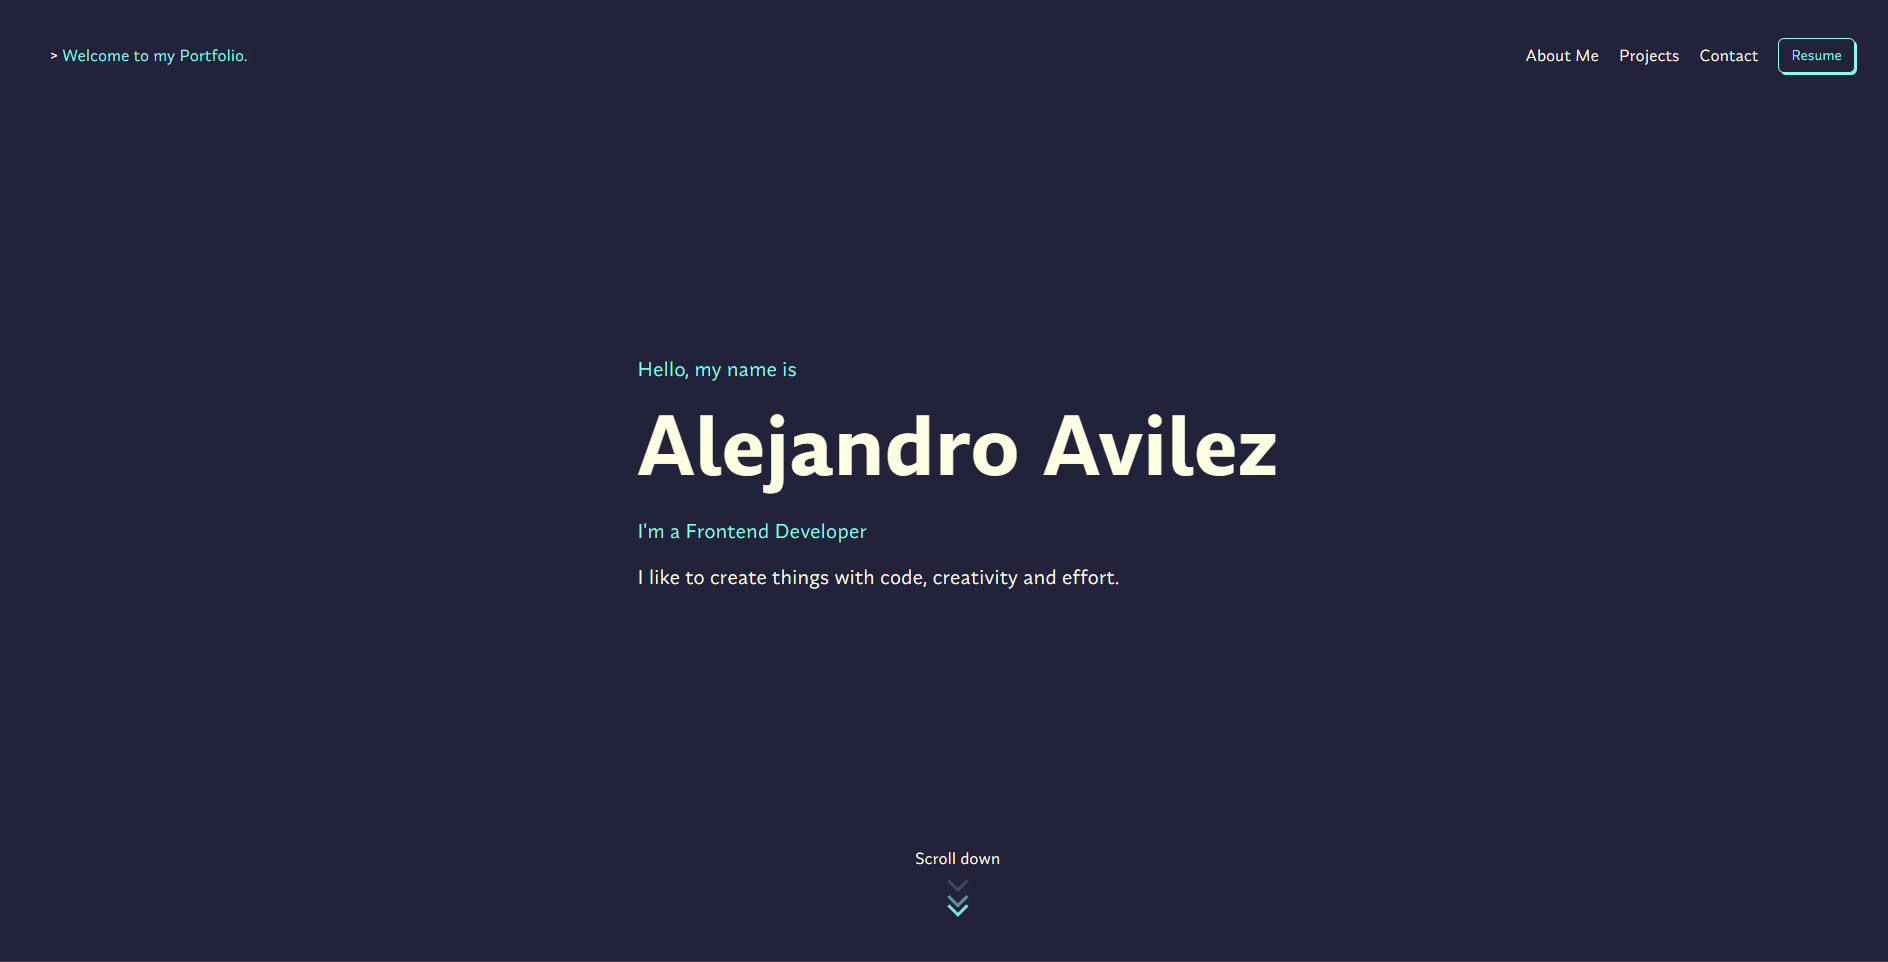 > Welcome to my Portfolio.
About Me Projects Contact Resume
Hello, my name is
Alejandro Avilez
I'm a Frontend Developer
I like to create things with code, creativity and effort.
Scroll down